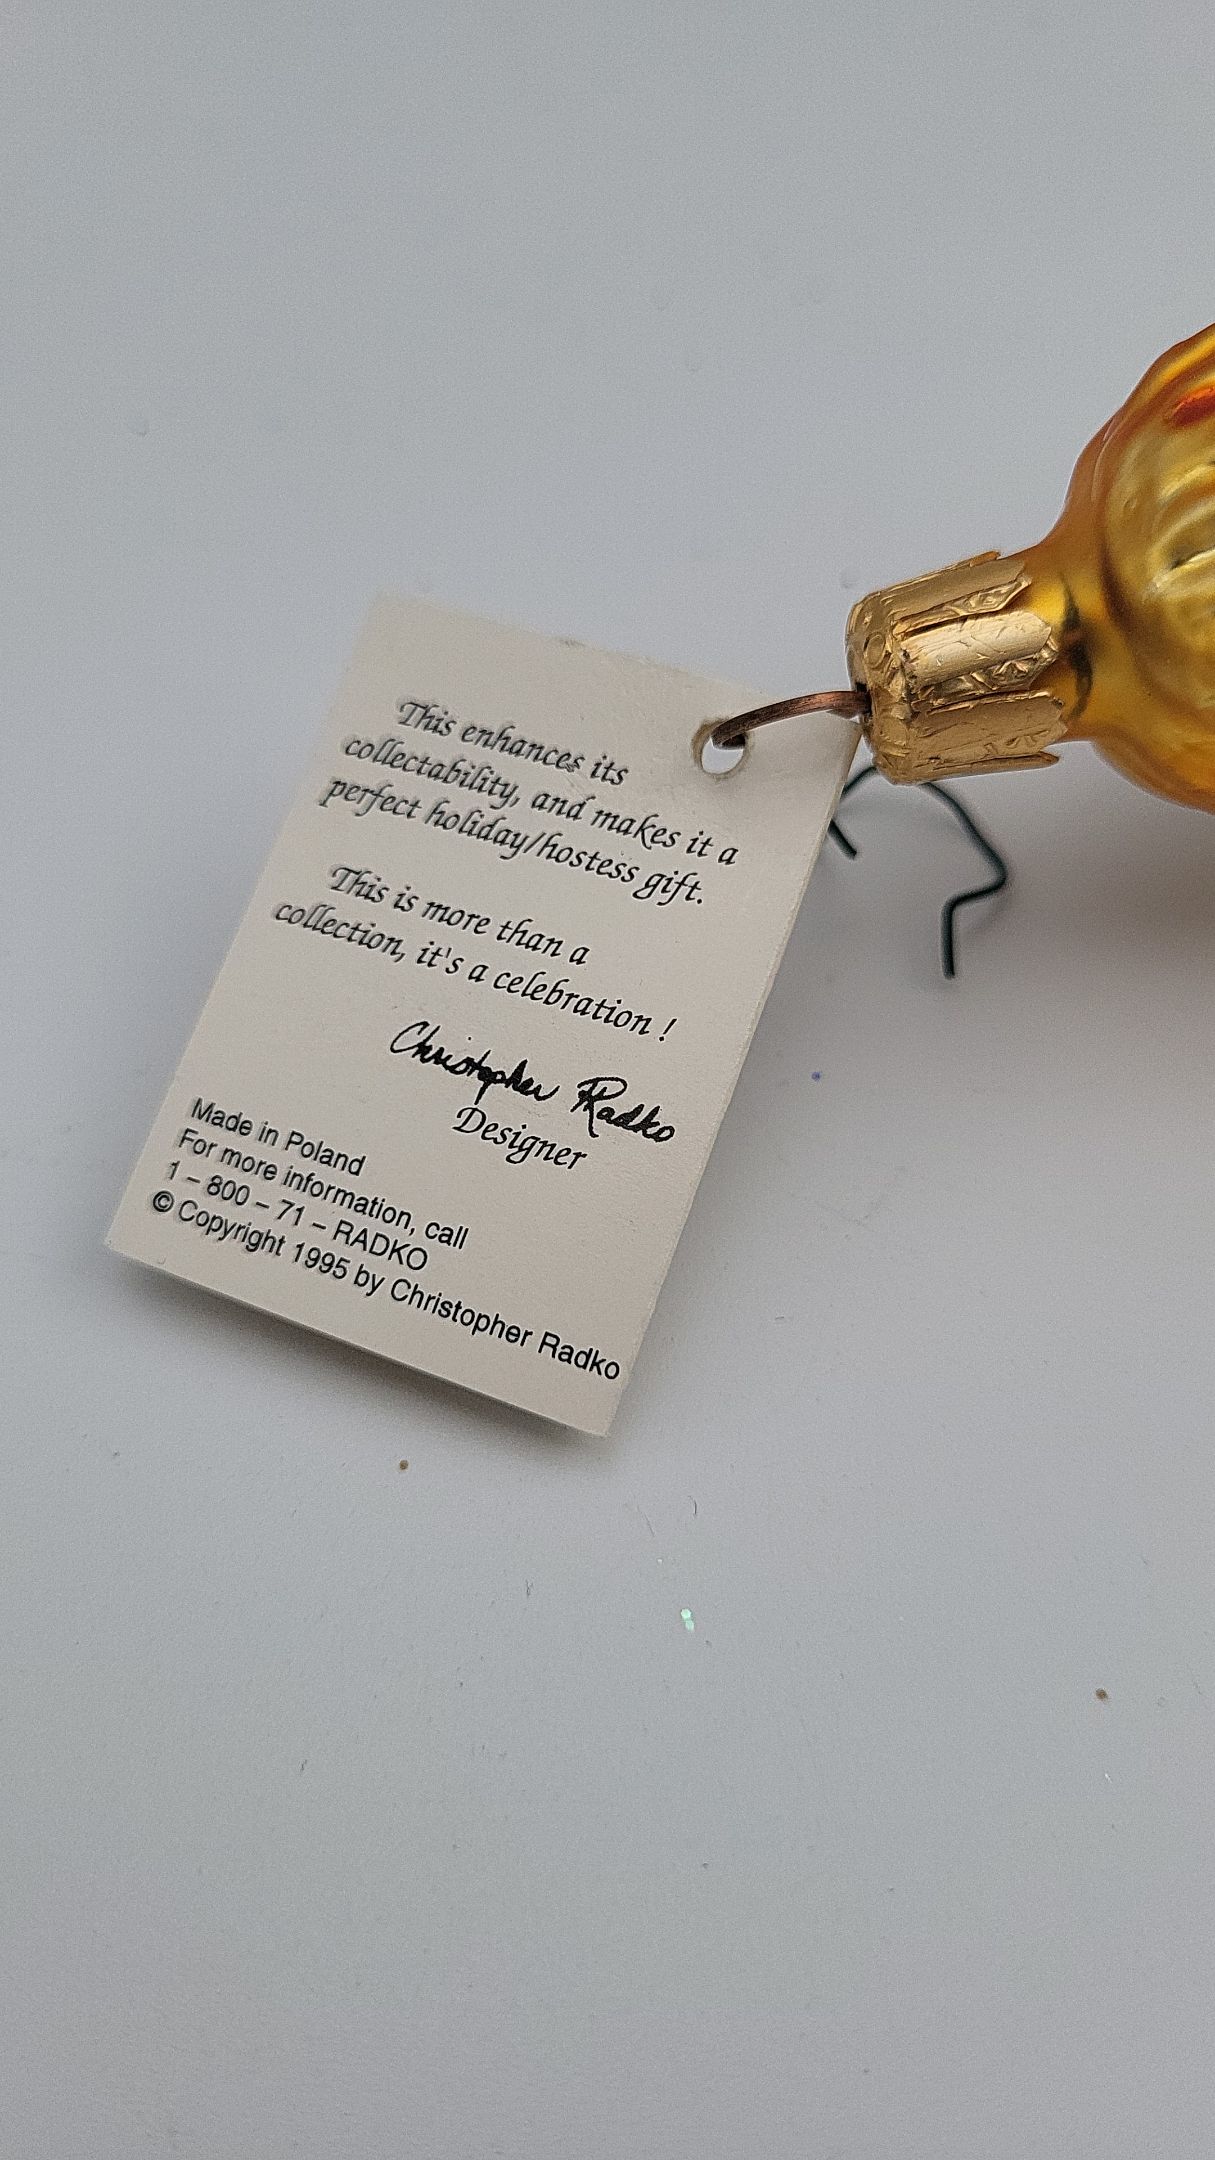 This enhances its
collectability, and makes it a
perfect holiday/hostess gift.
This is more than a
collection, it's a celebration !
Christopher Radko
Designer
Made in Poland
For more information, call
1 – 800 – 71 – RADKO
© Copyright 1995 by Christopher Radko